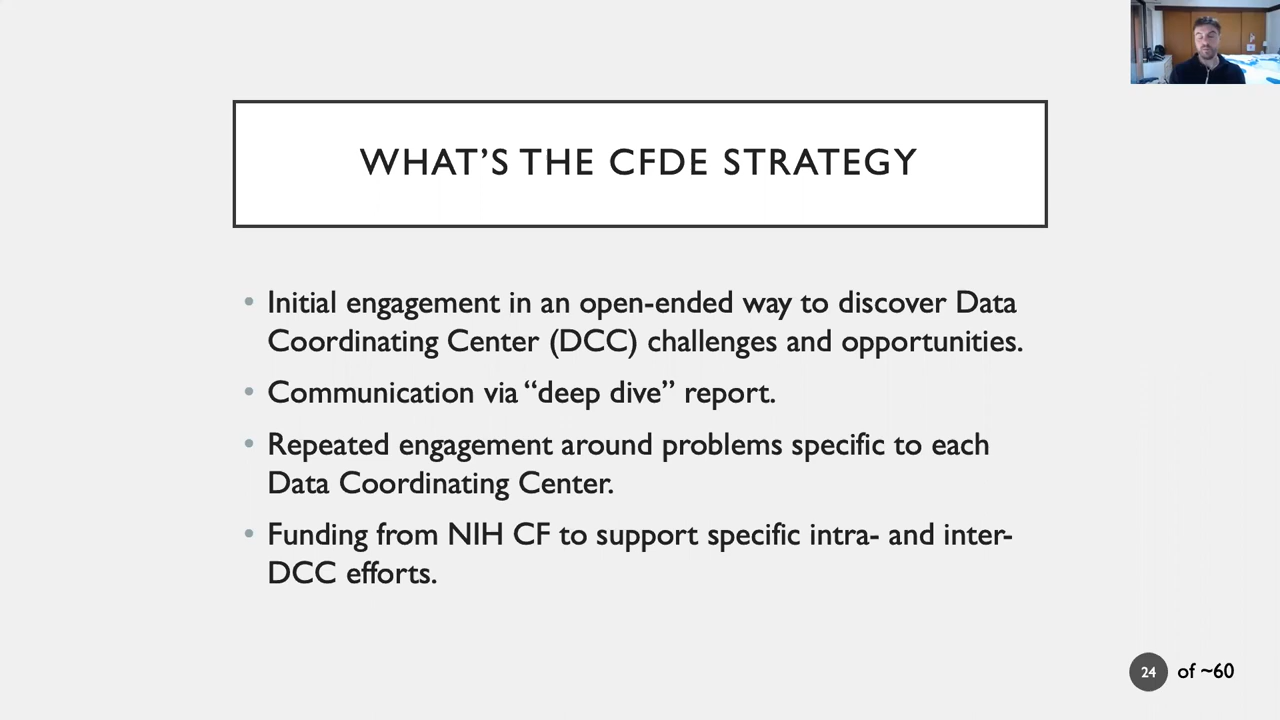 WHAT'S THE CFDE STRATEGY
• Initial engagement in an open-ended way to discover Data
Coordinating Center (DCC) challenges and opportunities.
• Communication via “deep dive” report.
• Repeated engagement around problems specific to each
Data Coordinating Center.
• Funding from NIH CF to support specific intra- and inter-
DCC efforts.
24 of ~60